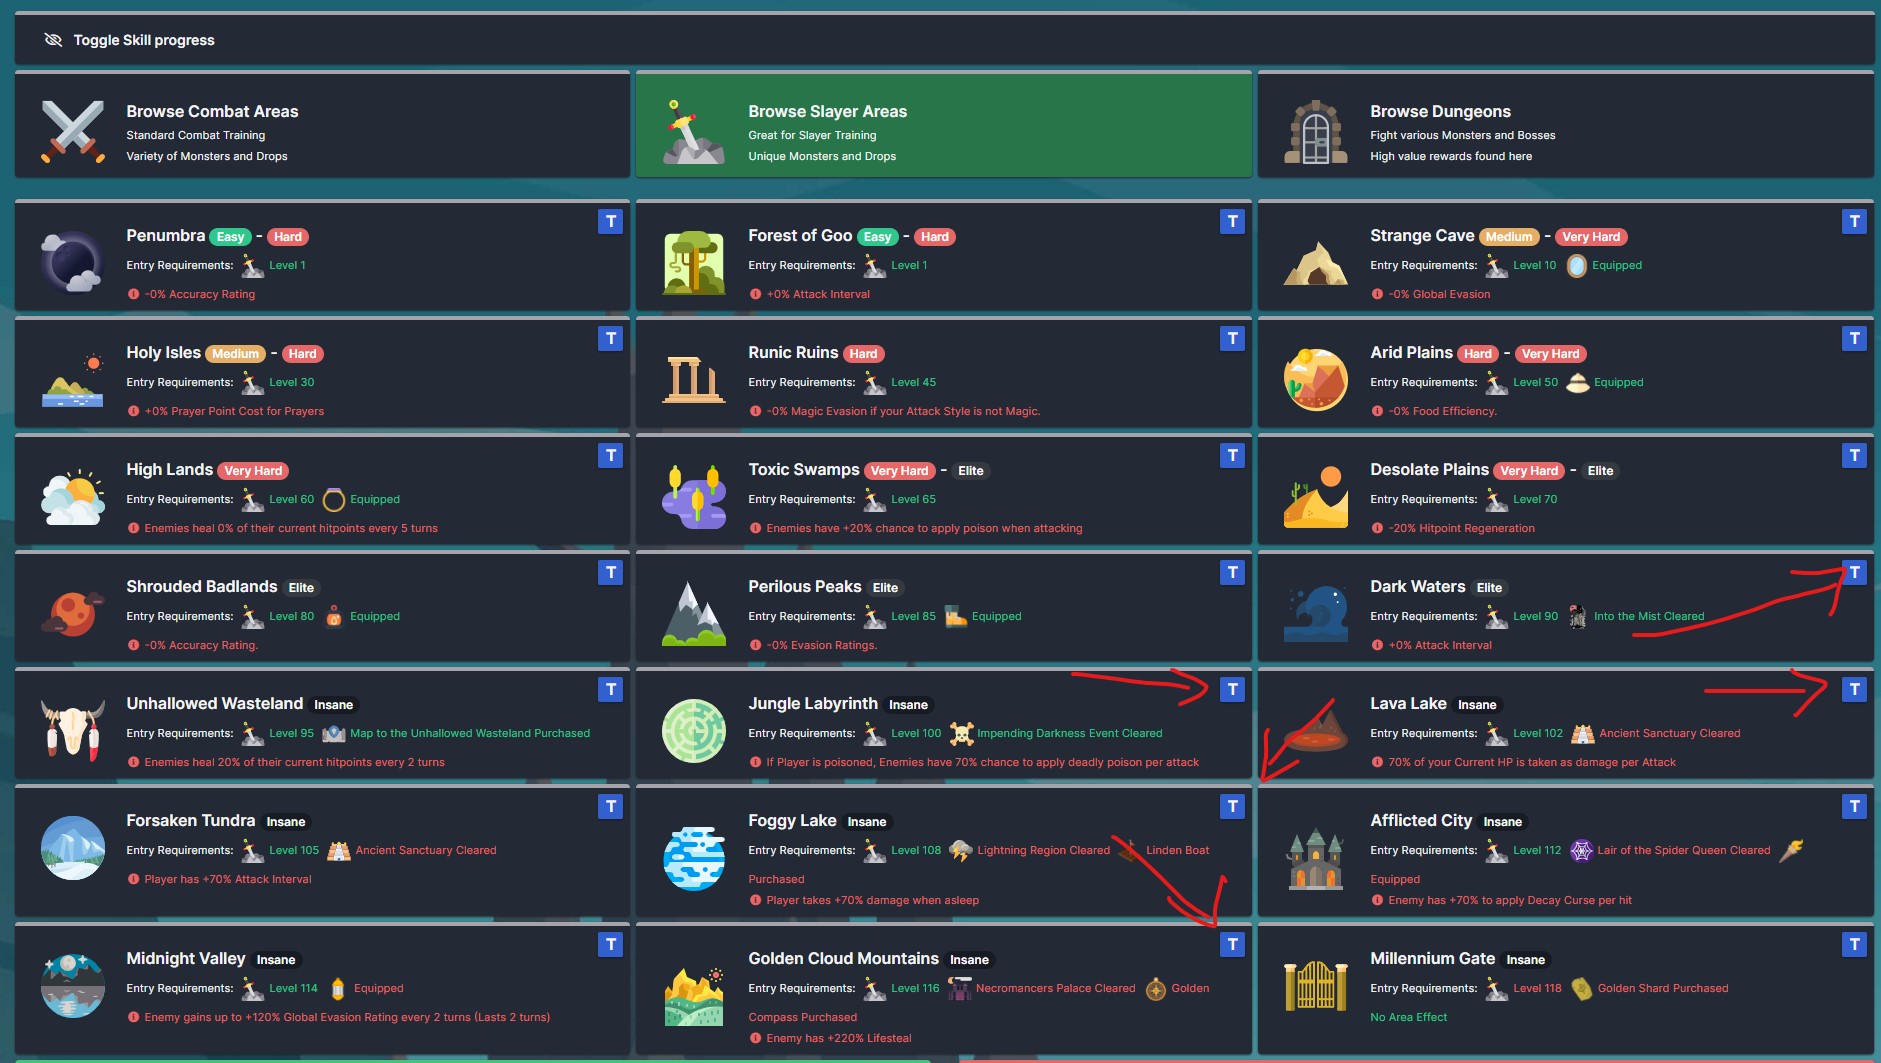 Toggle Skill progress
Browse Combat Areas
Standard Combat Training
Variety of Monsters and Drops
Browse Slayer Areas
Great for Slayer Training
Unique Monsters and Drops
Browse Dungeons
Fight various Monsters and Bosses
High value rewards found here
Penumbra Easy - Hard T
Entry Requirements: Level 1
-0% Accuracy Rating
Forest of Goo Easy - Hard T
Entry Requirements: Level 1
+0% Attack Interval
Strange Cave Medium - Very Hard T
Entry Requirements: Level 10 Equipped
-0% Global Evasion
Holy Isles Medium - Hard T
Entry Requirements: Level 30
+0% Prayer Point Cost for Prayers
Runic Ruins Hard T
Entry Requirements: Level 45
-0% Magic Evasion if your Attack Style is not Magic.
Arid Plains Hard - Very Hard T
Entry Requirements: Level 50 Equipped
-0% Food Efficiency.
High Lands Very Hard T
Entry Requirements: Level 60 Equipped
Enemies heal 0% of their current hitpoints every 5 turns
Toxic Swamps Very Hard - Elite T
Entry Requirements: Level 65
Enemies have +20% chance to apply poison when attacking
Desolate Plains Very Hard - Elite T
Entry Requirements: Level 70
-20% Hitpoint Regeneration
Shrouded Badlands Elite T
Entry Requirements: Level 80 Equipped
-0% Accuracy Rating.
Perilous Peaks Elite T
Entry Requirements: Level 85 Equipped
-0% Evasion Ratings.
Dark Waters Elite T
Entry Requirements: Level 90 Into the Mist Cleared
+0% Attack Interval
Unhallowed Wasteland Insane T
Entry Requirements: Level 95 Map to the Unhallowed Wasteland Purchased
Enemies heal 20% of their current hitpoints every 2 turns
Jungle Labyrinth Insane T
Entry Requirements: Level 100 Impending Darkness Event Cleared
If Player is poisoned, Enemies have 70% chance to apply deadly poison per attack
Lava Lake Insane T
Entry Requirements: Level 102 Ancient Sanctuary Cleared
70% of your Current HP is taken as damage per Attack
Forsaken Tundra Insane T
Entry Requirements: Level 105 Ancient Sanctuary Cleared
Player has +70% Attack Interval
Foggy Lake Insane T
Entry Requirements: Level 108 Lightning Region Cleared Linden Boat
Purchased
Player takes +70% damage when asleep
Afflicted City Insane T
Entry Requirements: Level 112 Lair of the Spider Queen Cleared
Equipped
Enemy has +70% to apply Decay Curse per hit
Midnight Valley Insane T
Entry Requirements: Level 114 Equipped
Enemy gains up to +120% Global Evasion Rating every 2 turns (Lasts 2 turns)
Golden Cloud Mountains Insane T
Entry Requirements: Level 116 Necromancers Palace Cleared Golden
Compass Purchased
Enemy has +220% Lifesteal
Millennium Gate Insane T
Entry Requirements: Level 118 Golden Shard Purchased
No Area Effect